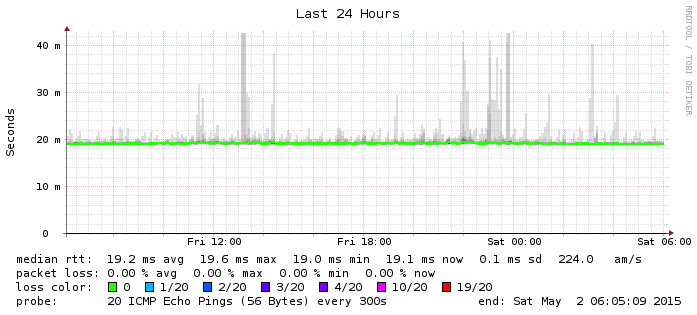 Last 24 Hours
RRDTOOL / TOBI OETIKER
Seconds
40 m
30 m
20 m
10 m
0
Fri 12:00 Fri 18:00 Sat 00:00 Sat 06:00
median rtt: 19.2 ms avg 19.6 ms max 19.0 ms min 19.1 ms now 0.1 ms sd 224.0 am/s
packet loss: 0.00 % avg 0.00 % max 0.00 % min 0.00 % now
loss color: 0 1/20 2/20 3/20 4/20 10/20 19/20
probe: 20 ICMP Echo Pings (56 Bytes) every 300s end: Sat May 2 06:05:09 2015